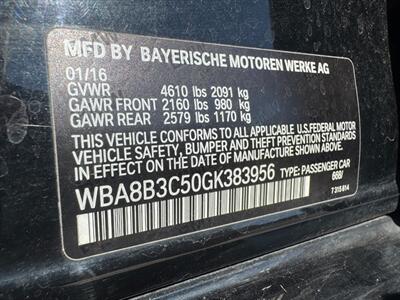 MFD BY BAYERISCHE MOTOREN WERKE AG
01/16
GVWR 4610 lbs 2091 kg
GAWR FRONT 2160 lbs 980 kg
GAWR REAR 2579 lbs 1170 kg
THIS VEHICLE CONFORMS TO ALL APPLICABLE U.S.FEDERAL MOTOR
VEHICLE SAFETY, BUMPER AND THEFT PREVENTION STANDARDS
IN EFFECT ON THE DATE OF MANUFACTURE SHOWN ABOVE.
WBA8B3C50GK383956 TYPE: PASSENGER CAR
668/
7 315 814